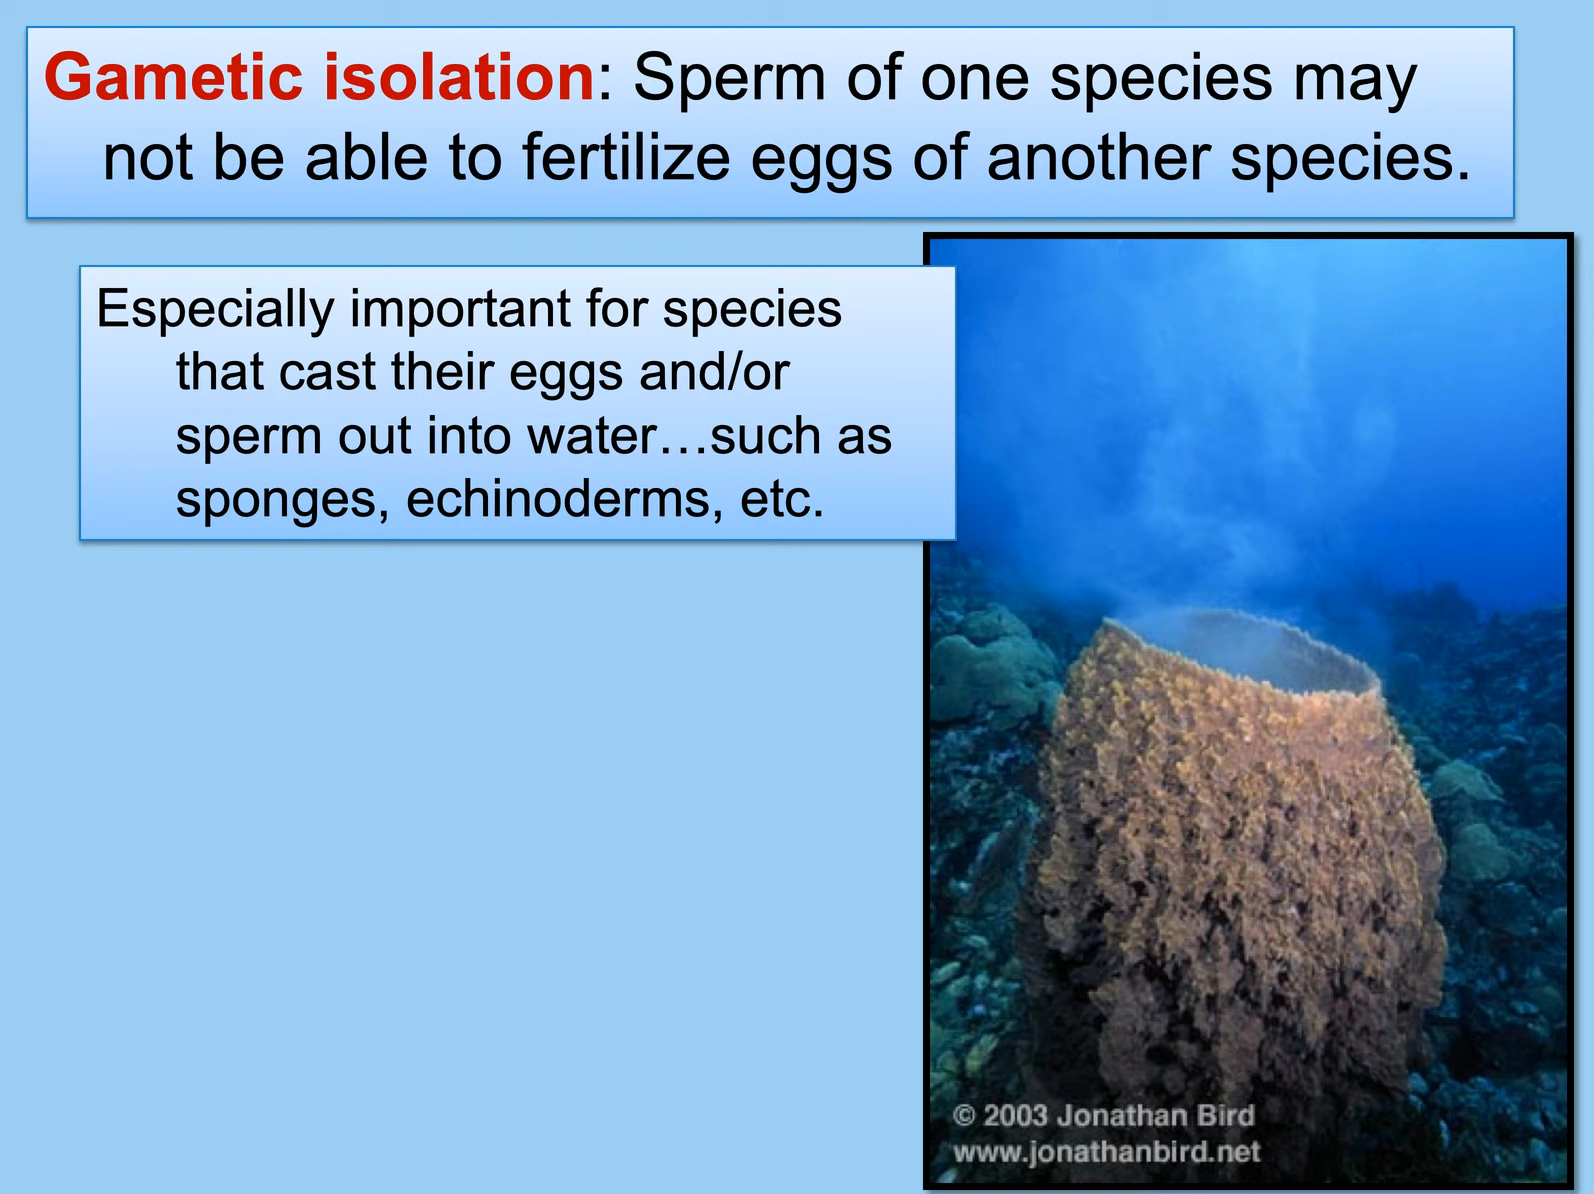 Gametic isolation: Sperm of one species may
not be able to fertilize eggs of another species.
Especially important for species
that cast their eggs and/or
sperm out into water…such as
sponges, echinoderms, etc.
© 2003 Jonathan Bird
www.jonathanbird.net